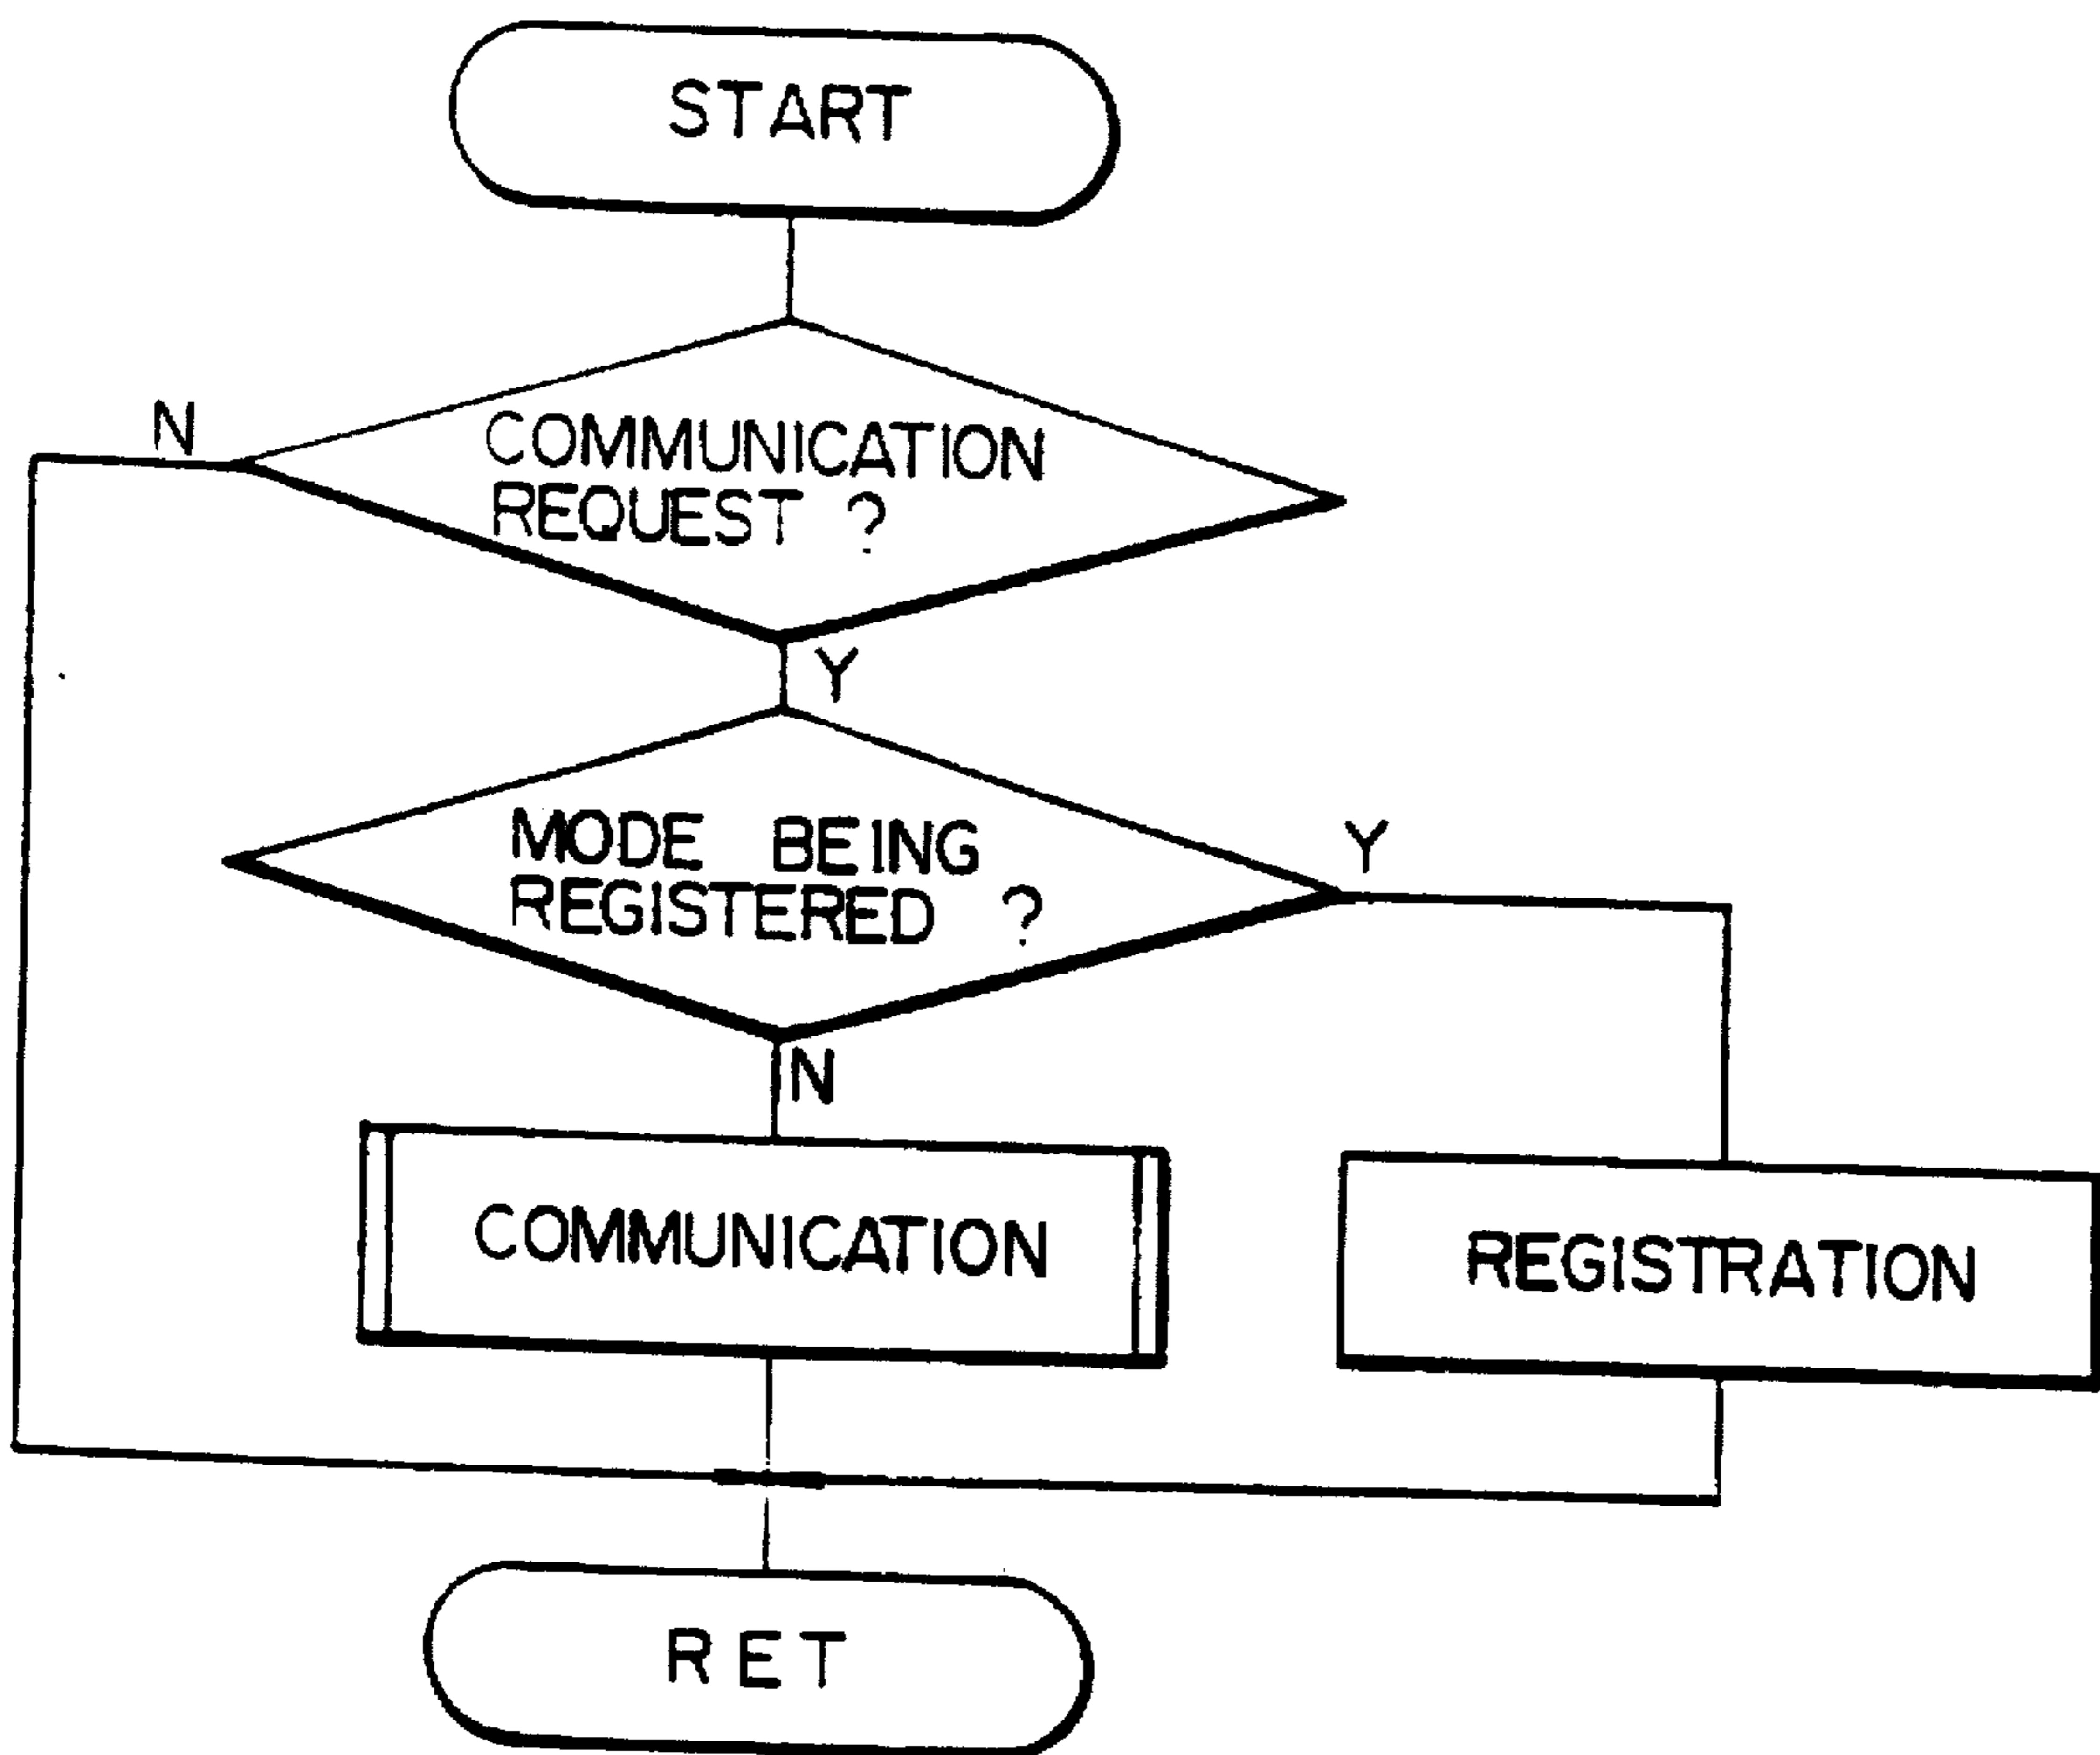 START
N
COMMUNICATION
REQUEST ?
Y
MODE BEING
REGISTERED ?
Y
N
COMMUNICATION
REGISTRATION
RET